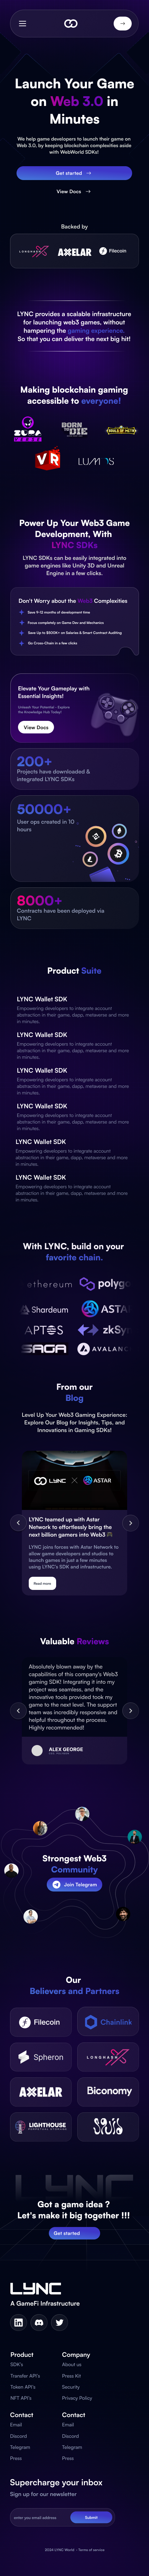 Launch Your Game
on Web 3.0 in
Minutes
We help game developers to launch their game on
Web 3.0, by keeping blockchain complexities aside
with WebWorld SDKs!
Get started →
View Docs →
Backed by
LONGHASH
AXELAR
Filecoin
LYNC provides a scalable infrastructure
for launching web3 games, without
hampering the gaming experience.
So that you can deliver the next big hit!
Making blockchain gaming
accessible to everyone!
BORN
TO
DIE
VR
Power Up Your Web3 Game
Development, With
LYNC SDKs
LYNC SDKs can be easily integrated into
game engines like Unity 3D and Unreal
Engine in a few clicks.
Don't Worry about the Web3 Complexities
Save 9-12 months of development time
Focus completely on Game Dev and Mechanics
Save Up to $500K+ on Salaries & Smart Contract Auditing
Go Cross-Chain in a few clicks
Elevate Your Gameplay with
Essential Insights!
Unleash Your Potential - Explore
the Knowledge Hub Today!
View Docs
200+
Projects have downloaded &
integrated LYNC SDKs
50000+
User ops created in 10
hours
8000+
Contracts have been deployed via
LYNC
Product Suite
LYNC Wallet SDK
Empowering developers to integrate account
abstraction in their game, dapp, metaverse and more
in minutes.
LYNC Wallet SDK
Empowering developers to integrate account
abstraction in their game, dapp, metaverse and more
in minutes.
LYNC Wallet SDK
Empowering developers to integrate account
abstraction in their game, dapp, metaverse and more
in minutes.
LYNC Wallet SDK
Empowering developers to integrate account
abstraction in their game, dapp, metaverse and more
in minutes.
LYNC Wallet SDK
Empowering developers to integrate account
abstraction in their game, dapp, metaverse and more
in minutes.
LYNC Wallet SDK
Empowering developers to integrate account
abstraction in their game, dapp, metaverse and more
in minutes.
With LYNC, build on your
favorite chain.
ethereum polygo
Shardeum ASTA
APTOS zkSy
SAGA AVALANC
From our
Blog
Level Up Your Web3 Gaming Experience:
Explore Our Blog for Insights, Tips, and
Innovations in Gaming SDKs!
LYNC × ASTAR
LYNC teamed up with Astar
Network to effortlessly bring the
next billion gamers into Web3
LYNC joins forces with Astar Network to
allow game developers and studios to
launch games in just a few minutes
using LYNC's SDK and infrastructure.
Read more
Valuable Reviews
Absolutely blown away by the
capabilities of this company's Web3
gaming SDK! Integrating it into my
project was seamless, and the
innovative tools provided took my
game to the next level. The support
team was incredibly responsive and
helpful throughout the process.
Highly recommended!
ALEX GEORGE
Strongest Web3
Community
Join Telegram
Our
Believers and Partners
Filecoin
Chainlink
Spheron
LONGHASH
AXELAR
Biconomy
LIGHTHOUSE
PERPETUAL STORAGE
LYNC
Got a game idea ?
Let's make it big together !!!
Get started
LYNC
A GameFi Infrastructure
Product Company
SDK's About us
Transfer API's Press Kit
Token API's Security
NFT API's Privacy Policy
Contact Contact
Email Email
Discord Discord
Telegram Telegram
Press Press
Supercharge your inbox
Sign up for our newsletter
enter you email address Submit
2024 LYNC World - Terms of service